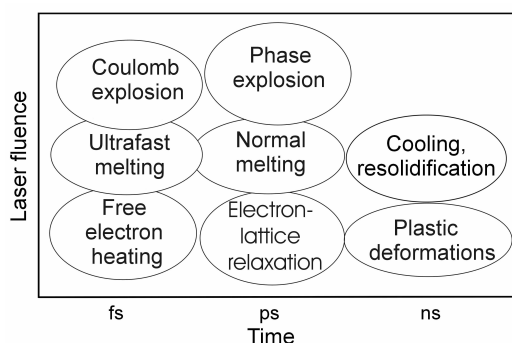 Coulomb
explosion
Phase
explosion
Ultrafast
melting
Normal
melting
Cooling,
resolidification
Free
electron
heating
Electron-
lattice
relaxation
Plastic
deformations
Laser fluence
fs
ps
ns
Time